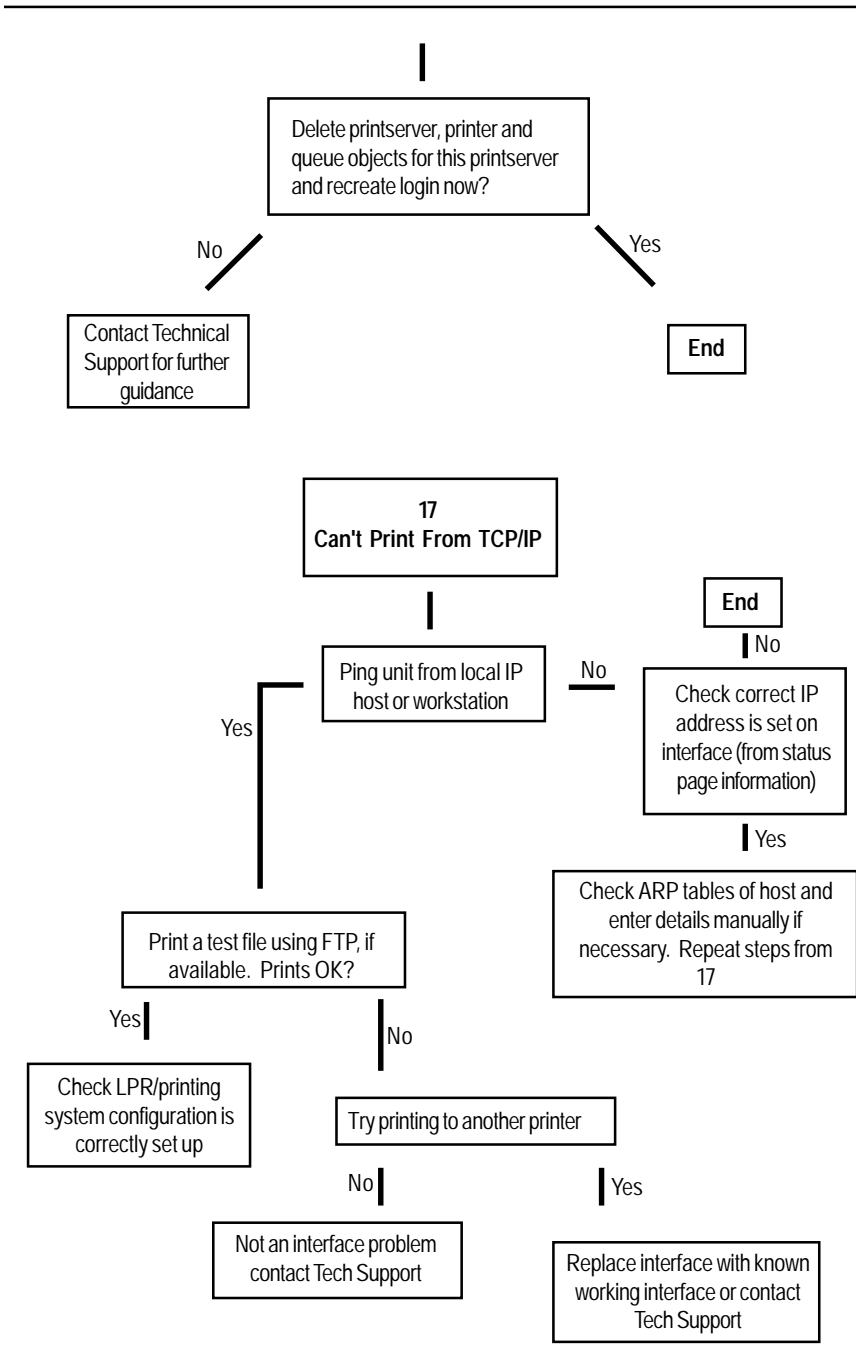 Delete printserver, printer and
queue objects for this printserver
and recreate login now?
No
Yes
Contact Technical
Support for further
guidance
End
17
Can't Print From TCP/IP
End
No
Ping unit from local IP
host or workstation
No
Check correct IP
address is set on
interface (from status
page information)
Yes
Yes
Check ARP tables of host and
enter details manually if
necessary. Repeat steps from
17
Print a test file using FTP, if
available. Prints OK?
Yes
No
Check LPR/printing
system configuration is
correctly set up
Try printing to another printer
No
Yes
Not an interface problem
contact Tech Support
Replace interface with known
working interface or contact
Tech Support